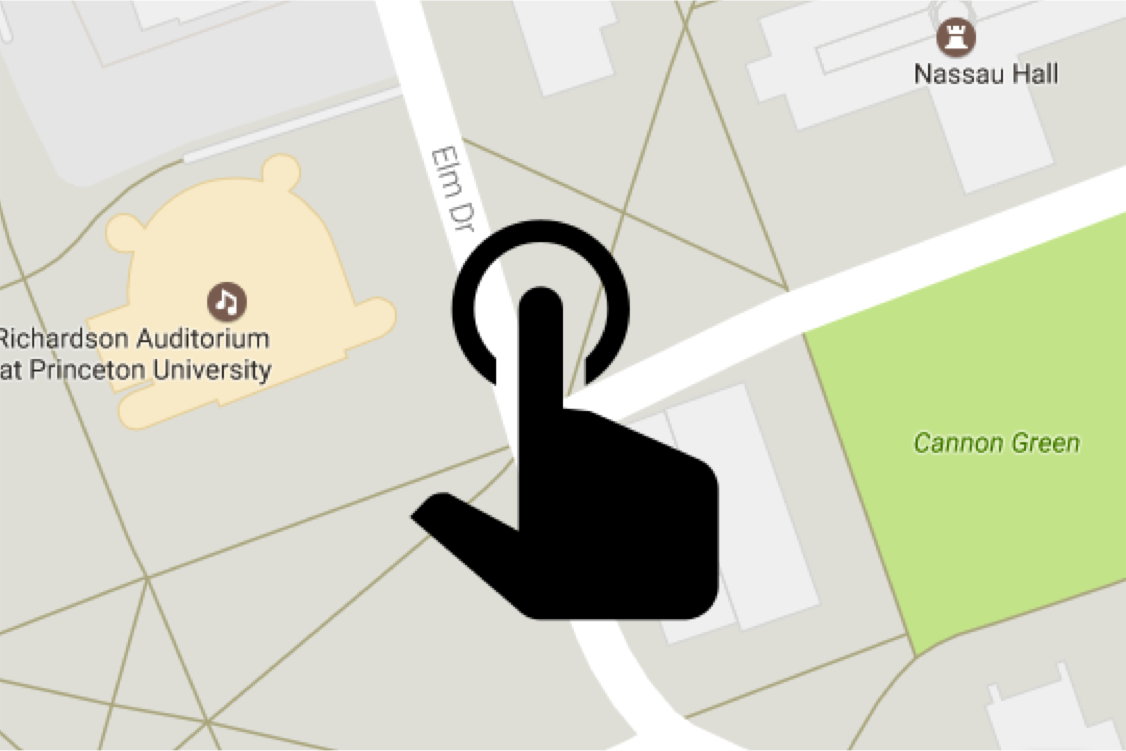 Nassau Hall
Elm Dr
Richardson Auditorium
at Princeton University
Cannon Green